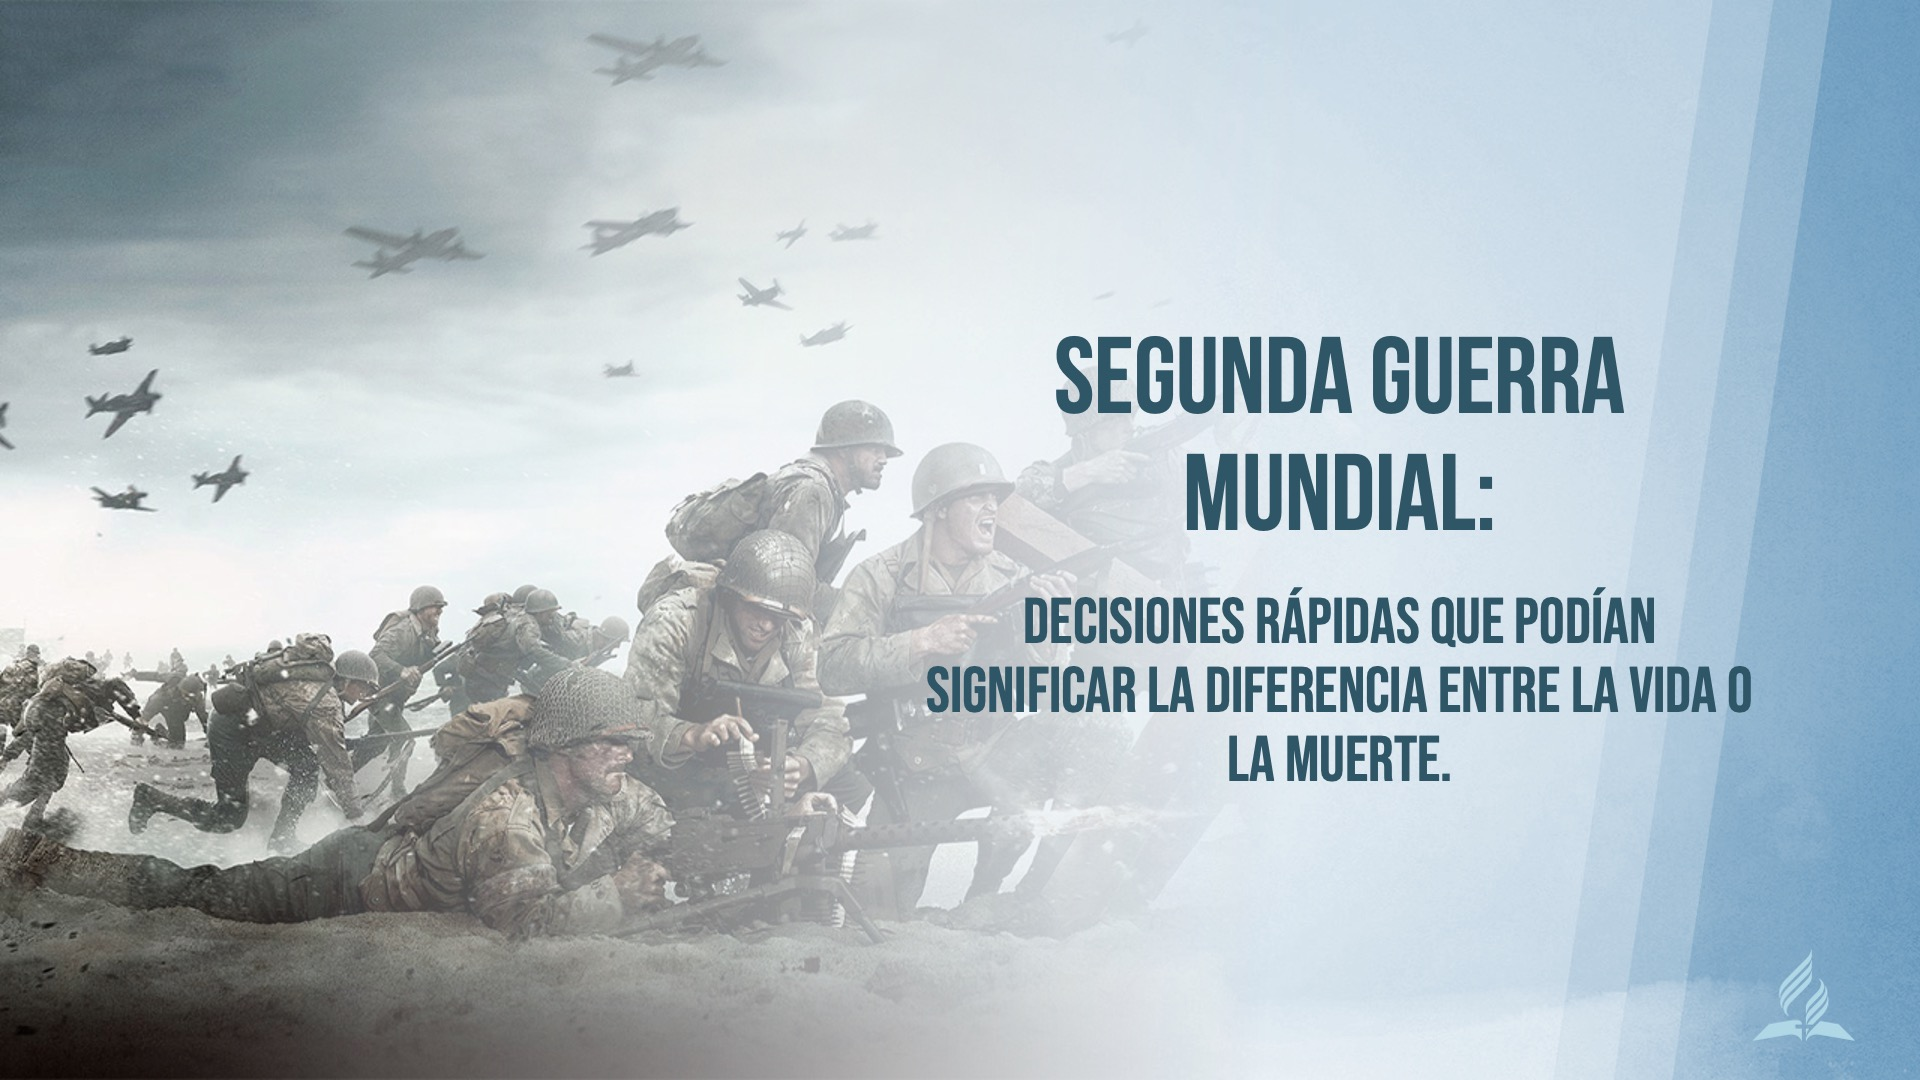 SEGUNDA GUERRA
MUNDIAL:
DECISIONES RÁPIDAS QUE PODÍAN
SIGNIFICAR LA DIFERENCIA ENTRE LA VIDA O
LA MUERTE.